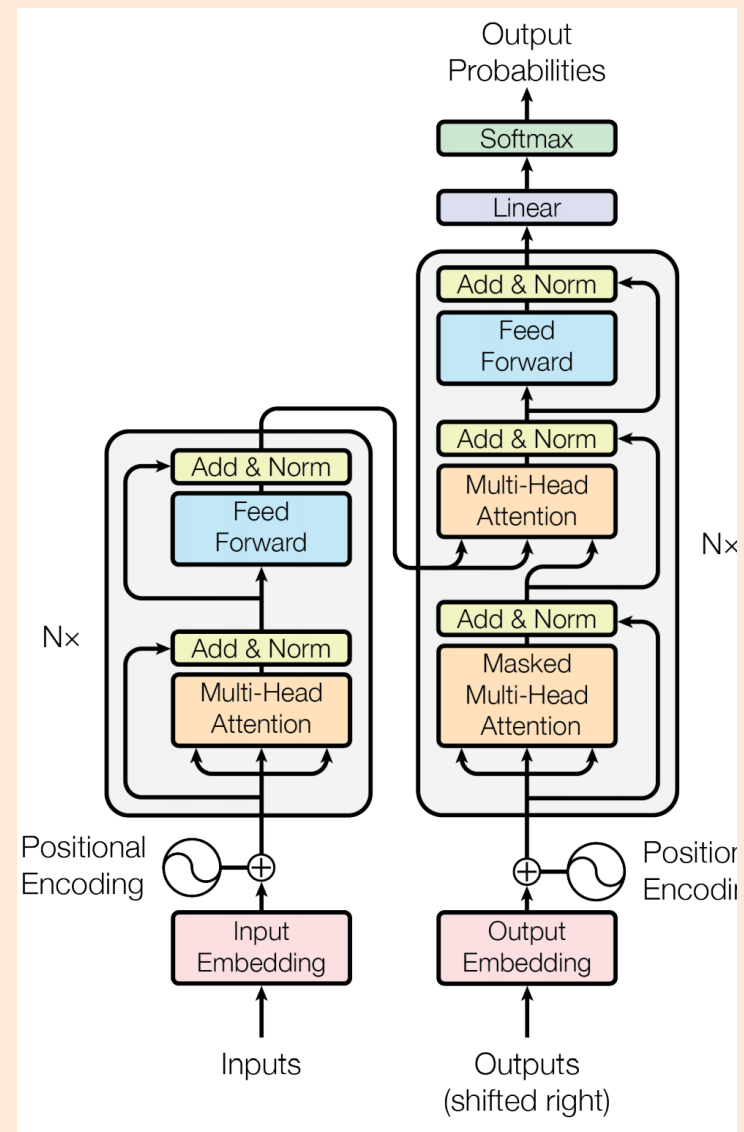 Output
Probabilities
Softmax
Linear
Add & Norm
Feed
Forward
Add & Norm
Multi-Head
Attention
Add & Norm
Masked
Multi-Head
Attention
Nx
Add & Norm
Feed
Forward
Add & Norm
Multi-Head
Attention
Nx
Positional
Encoding
Input
Embedding
Inputs
Output
Embedding
Outputs
(shifted right)